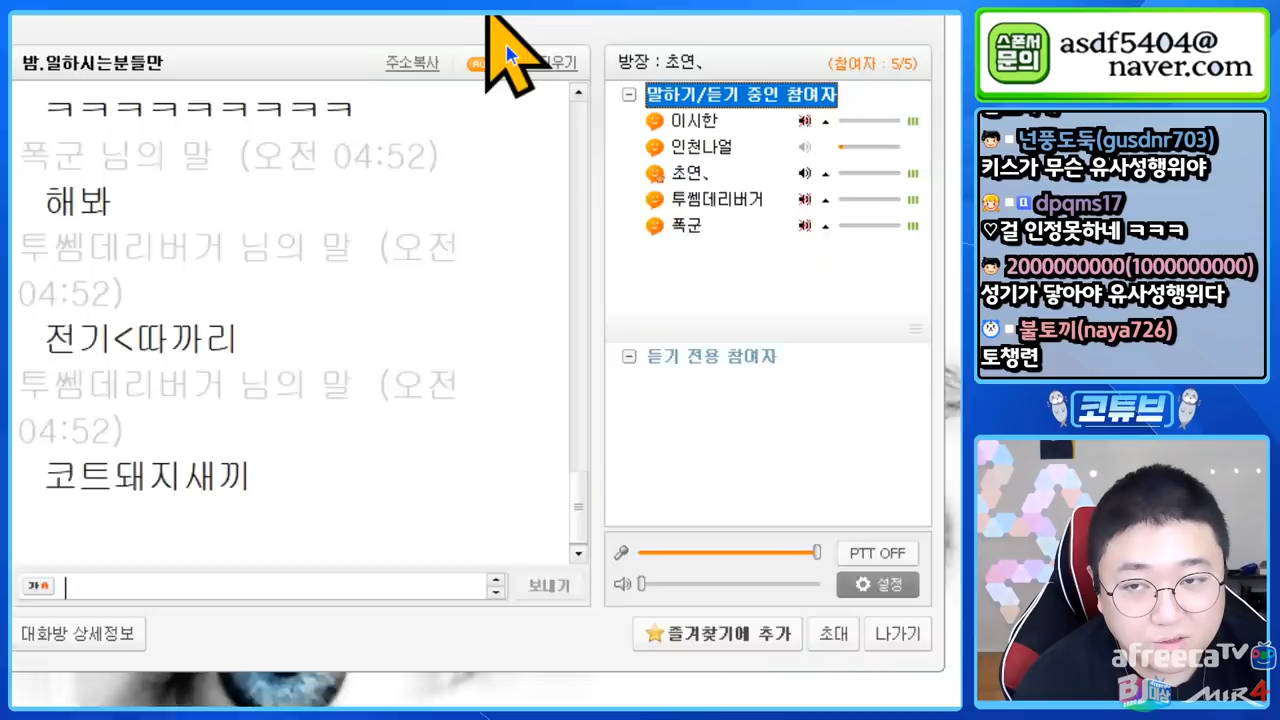 밤.일하시는분들만
주소복사
ㅋㅋㅋㅋㅋㅋㅋㅋㅋㅋ
폭군 님의 말 (오전 04:52)
해봐
투쎔데리버거 님의 말 (오전
04:52)
전기<따까리
투쎔데리버거 님의 말 (오전
04:52)
코트돼지새끼
가A
보내기
대화방 상세정보
방장 : 초연、
(참여자 : 5/5)
말하기/듣기 중인 참여자
미시한
인천나얼
초연、
투쎔데리버거
폭군
듣기 전용 참여자
PTT OFF
설정
즐겨찾기에 추가
초대
나가기
스폰서
문의
asdf5404@
naver.com
넌풍도둑(gusdnr703)
키스가 무슨 유사성행위야
dpqms17
♡걸 인정못하네 ㅋㅋㅋ
2000000000(1000000000)
성기가 닿아야 유사성행위다
불토끼(naya726)
토챙련
코튜브
afreecaTV
BJ대상
MIR4